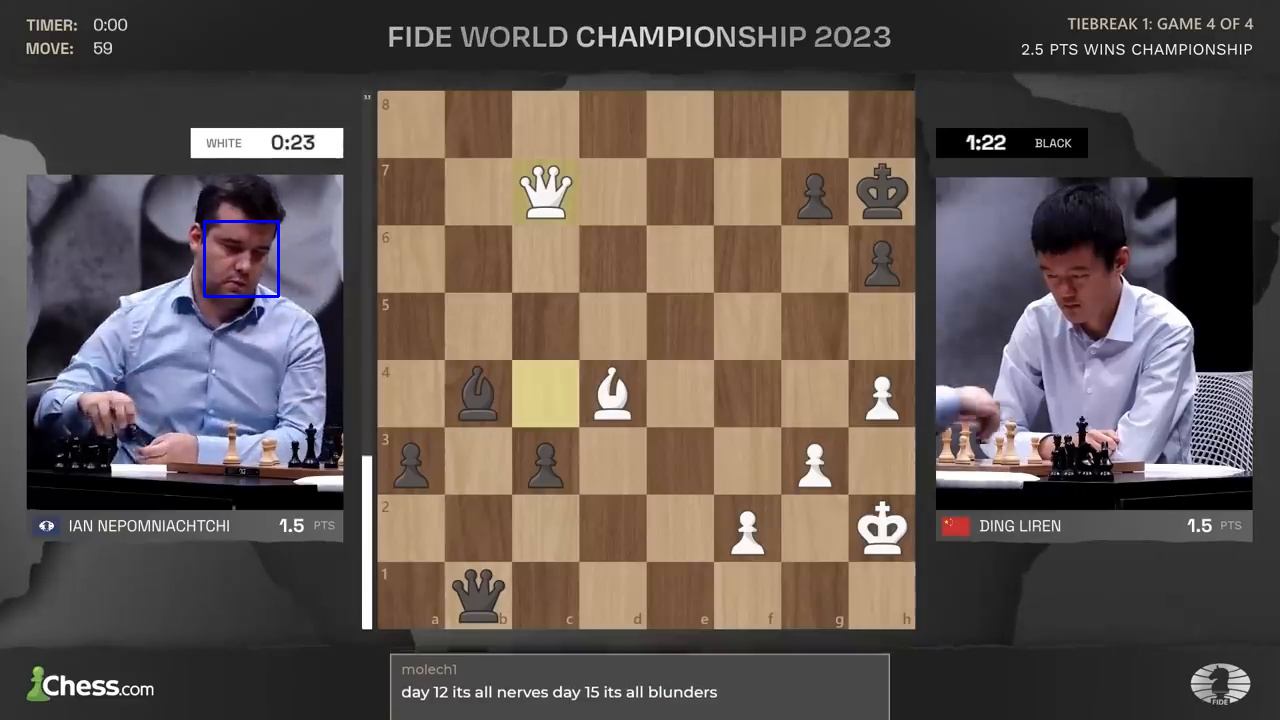 TIMER: 0:00
MOVE: 59
FIDE WORLD CHAMPIONSHIP 2023
TIEBREAK 1: GAME 4 OF 4
2.5 PTS WINS CHAMPIONSHIP
WHITE 0:23
1:22 BLACK
8
7
6
5
4
3
2
1
a b c d e f g h
IAN NEPOMNIACHTCHI 1.5 PTS
DING LIREN 1.5 PTS
molech1
day 12 its all nerves day 15 its all blunders
Chess.com
FIDE